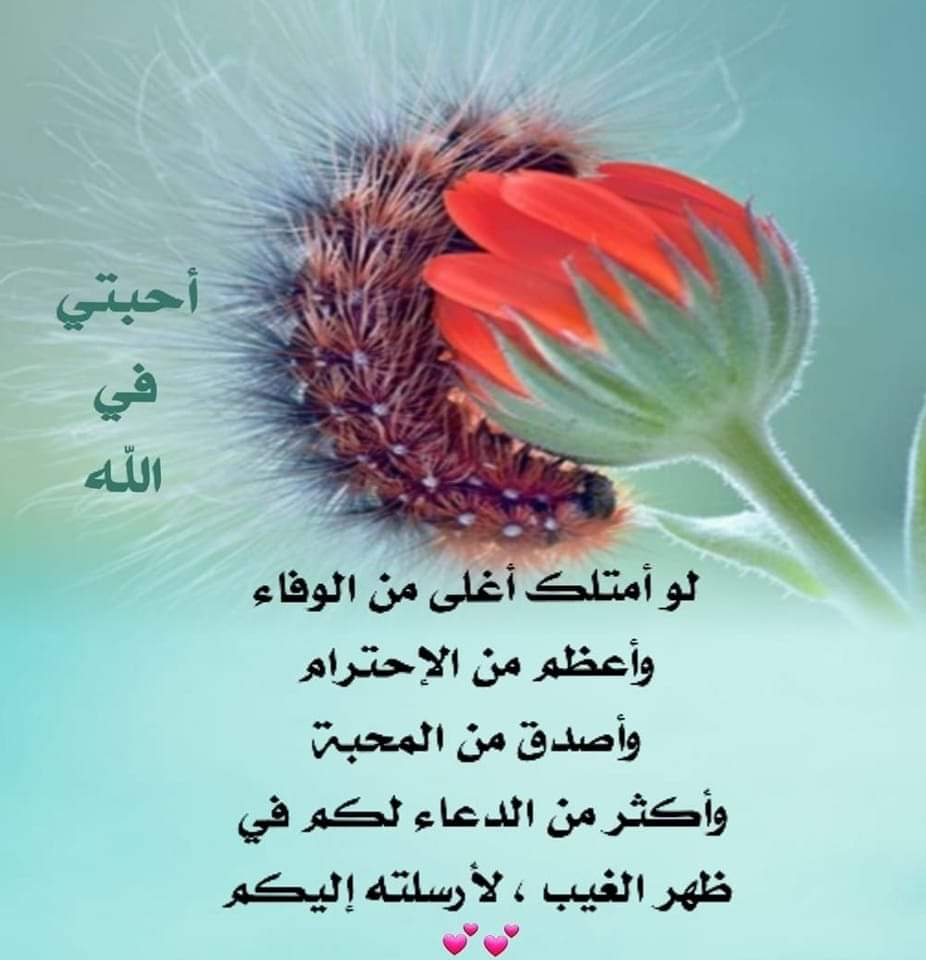 أحبتي
في
الله
لو أمتلك أغلى من الوفاء
وأعظم من الإحترام
وأصدق من المحبة
وأكثر من الدعاء لكم في
ظهر الغيب ، لأرسلته إليكم
💕💕